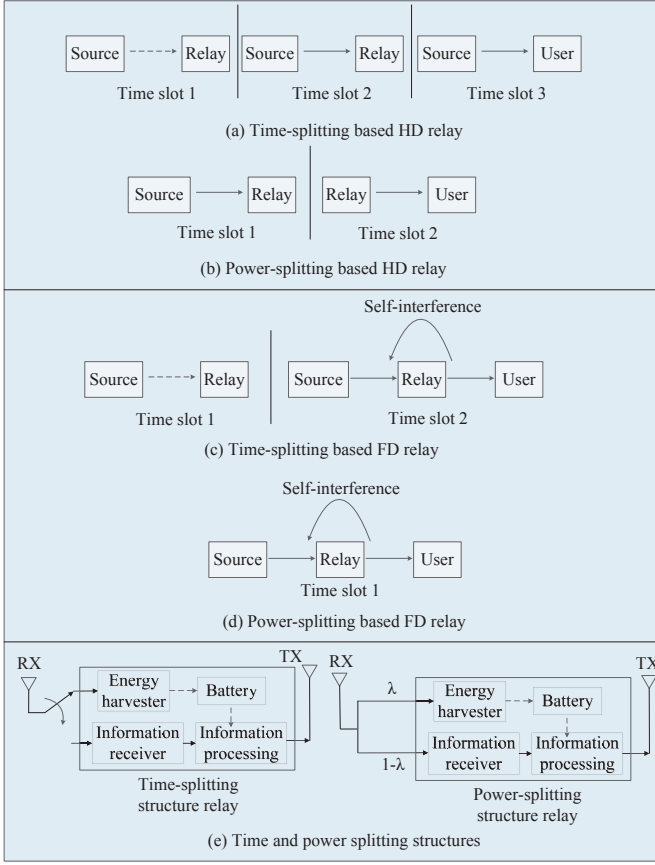 Source Relay Source Relay Source User
Time slot 1 Time slot 2 Time slot 3
(a) Time-splitting based HD relay
Source Relay Relay User
Time slot 1 Time slot 2
(b) Power-splitting based HD relay
Self-interference
Source Relay Source Relay User
Time slot 1 Time slot 2
(c) Time-splitting based FD relay
Self-interference
Source Relay User
Time slot 1
(d) Power-splitting based FD relay
RX TX RX TX
Energy harvester Battery λ Energy harvester Battery
Information receiver Information processing 1-λ Information receiver Information processing
Time-splitting structure relay
Power-splitting structure relay
(e) Time and power splitting structures